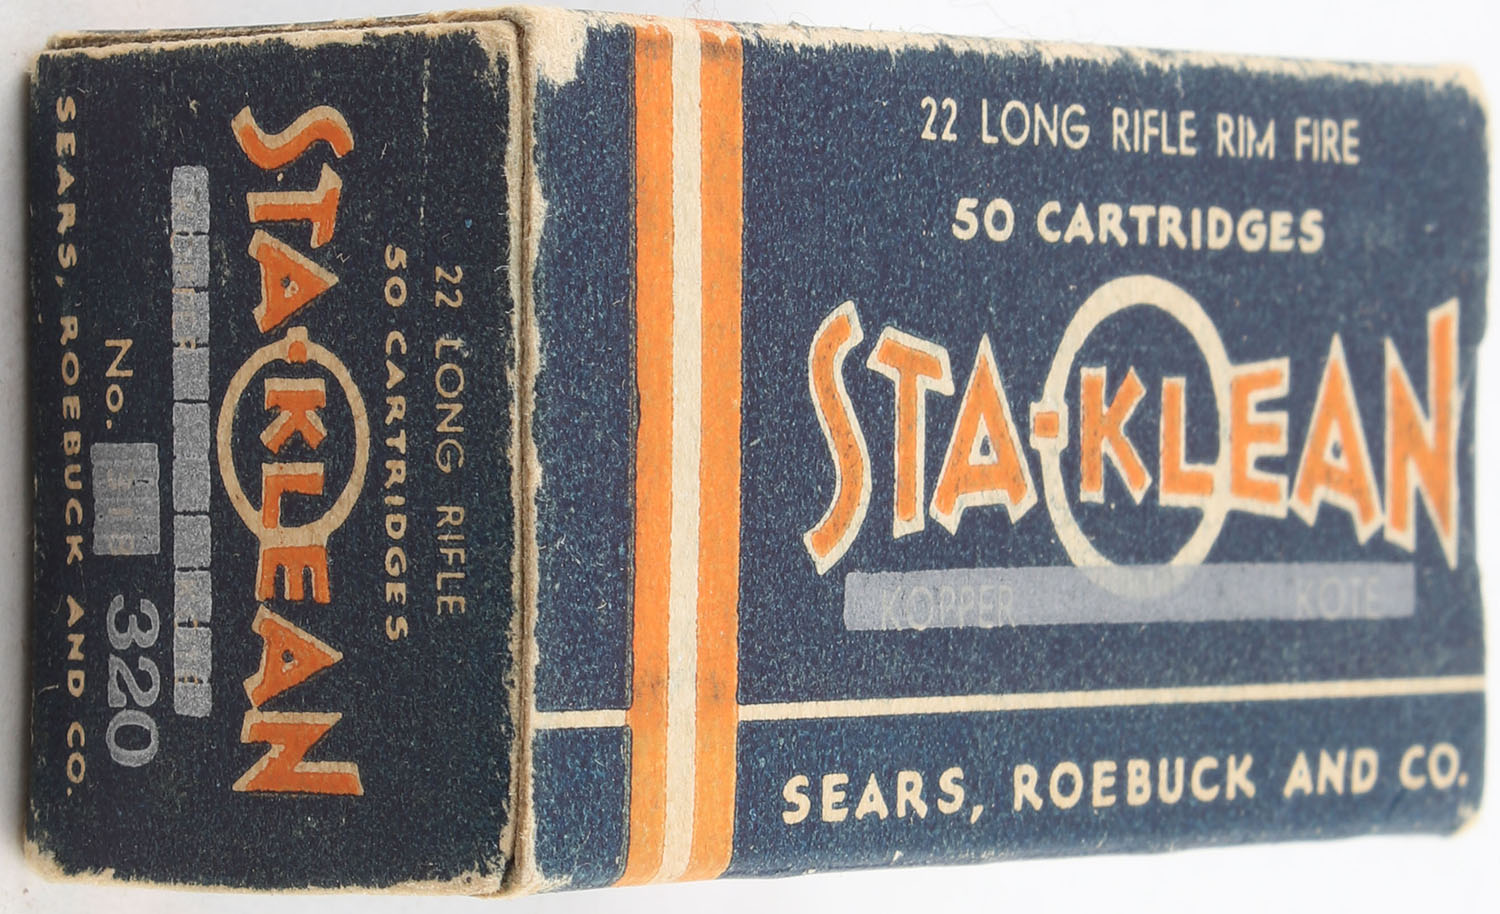 22 LONG RIFLE RIM FIRE
50 CARTRIDGES
STA-KLEAN
KOPPER KOTE
SEARS, ROEBUCK AND CO.
22 LONG RIFLE
50 CARTRIDGES
STA-KLEAN
No. 320
SEARS, ROEBUCK AND CO.